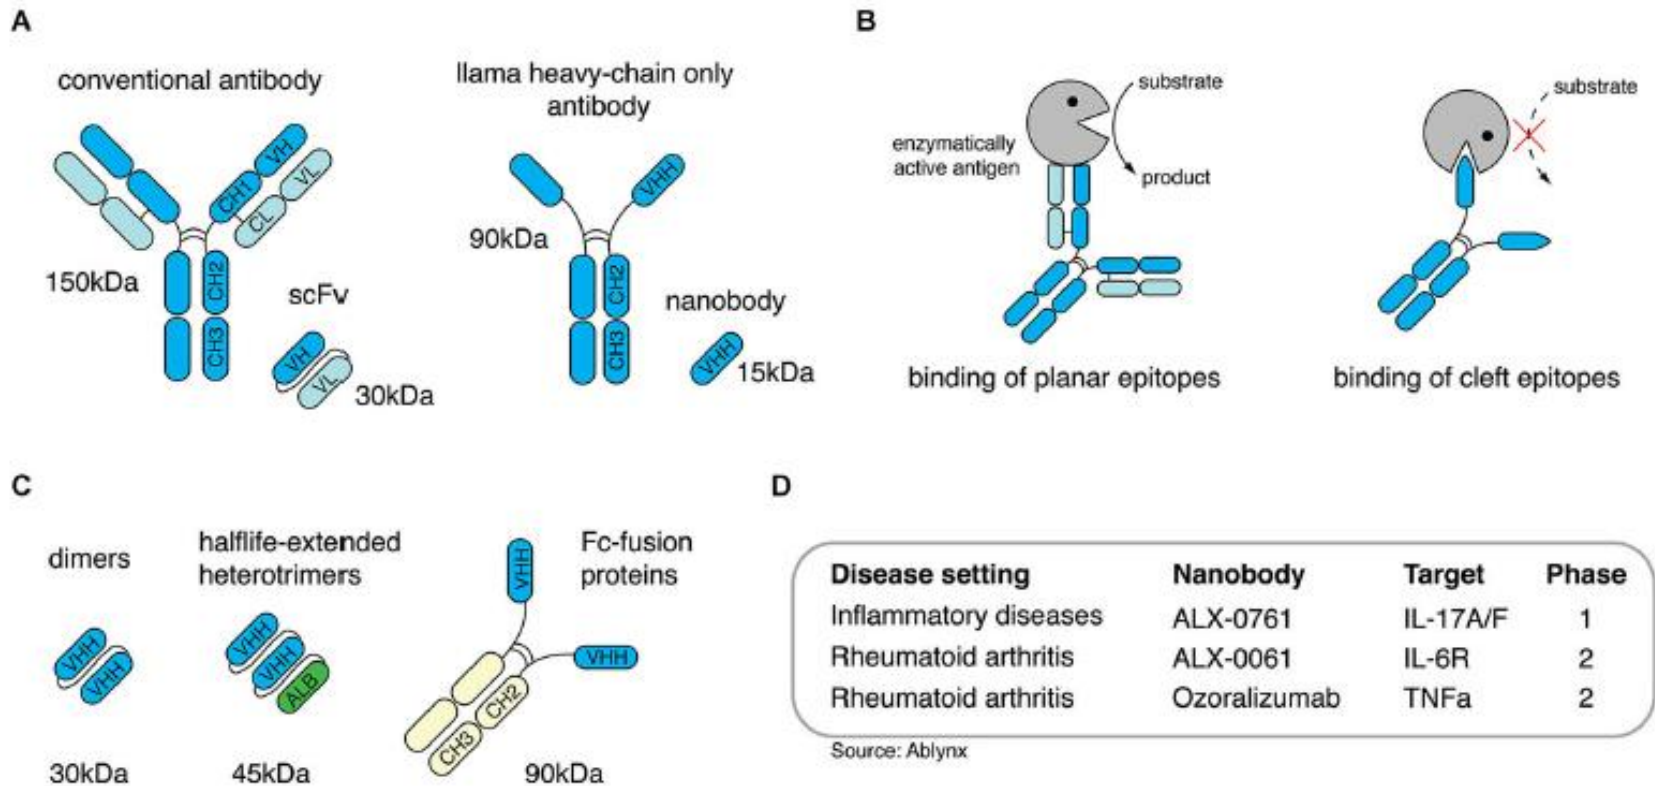 A
conventional antibody
VH
CH1
VL
CL
150kDa
CH2
CH3
scFv
VH
VL
30kDa
llama heavy-chain only
antibody
VHH
90kDa
CH2
CH3
nanobody
VHH
15kDa
B
substrate
enzymatically
active antigen
product
binding of planar epitopes
substrate
binding of cleft epitopes
C
dimers
VHH
VHH
30kDa
halflife-extended
heterotrimers
VHH
VHH
ALB
45kDa
Fc-fusion
proteins
VHH
VHH
CH2
CH3
90kDa
D
Disease setting Nanobody Target Phase
Inflammatory diseases ALX-0761 IL-17A/F 1
Rheumatoid arthritis ALX-0061 IL-6R 2
Rheumatoid arthritis Ozoralizumab TNFa 2
Source: Ablynx